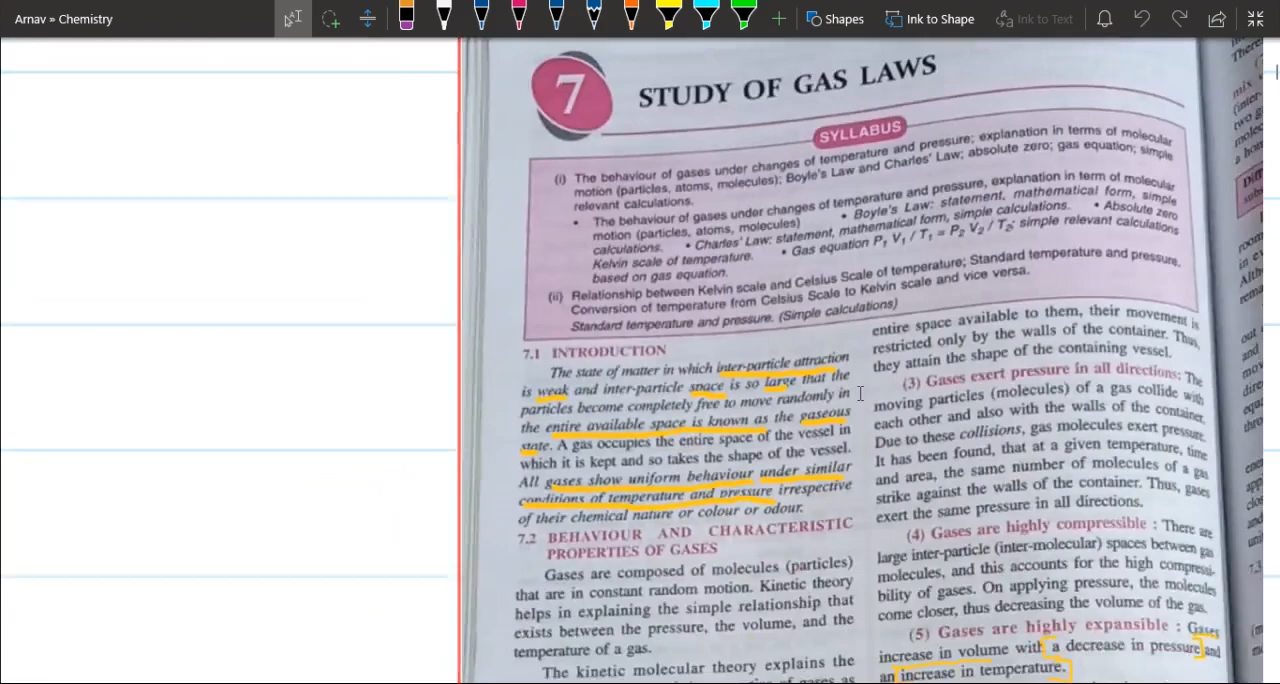 Arnav » Chemistry
Shapes
Ink to Shape
Ink to Text
7
STUDY OF GAS LAWS
SYLLABUS
(i) The behaviour of gases under changes of temperature and pressure; explanation in terms of molecular
motion (particles, atoms, molecules); Boyle's Law and Charles' Law; absolute zero; gas equation; simple
relevant calculations.
• The behaviour of gases under changes of temperature and pressure, explanation in term of molecular
motion (particles, atoms, molecules) • Boyle's Law: statement, mathematical form, simple
calculations. • Charles' Law: statement, mathematical form, simple calculations. • Absolute zero
Kelvin scale of temperature. • Gas equation P₁ V₁ / T₁ = P₂ V₂ / T₂; simple relevant calculations
based on gas equation.
(ii) Relationship between Kelvin scale and Celsius Scale of temperature; Standard temperature and pressure.
Conversion of temperature from Celsius Scale to Kelvin scale and vice versa.
Standard temperature and pressure. (Simple calculations)
7.1 INTRODUCTION
The state of matter in which inter-particle attraction
is weak and inter-particle space is so large that the
particles become completely free to move randomly in
the entire available space is known as the gaseous
state. A gas occupies the entire space of the vessel in
which it is kept and so takes the shape of the vessel.
All gases show uniform behaviour under similar
conditions of temperature and pressure irrespective
of their chemical nature or colour or odour.
7.2 BEHAVIOUR AND CHARACTERISTIC
PROPERTIES OF GASES
Gases are composed of molecules (particles)
that are in constant random motion. Kinetic theory
helps in explaining the simple relationship that
exists between the pressure, the volume, and the
temperature of a gas.
The kinetic molecular theory explains the
entire space available to them, their movement is
restricted only by the walls of the container. Thus,
they attain the shape of the containing vessel.
(3) Gases exert pressure in all directions: The
moving particles (molecules) of a gas collide with
each other and also with the walls of the container.
Due to these collisions, gas molecules exert pressure.
It has been found, that at a given temperature, time
and area, the same number of molecules of a gas
strike against the walls of the container. Thus, gases
exert the same pressure in all directions.
(4) Gases are highly compressible : There are
large inter-particle (inter-molecular) spaces between gas
molecules, and this accounts for the high compressi-
bility of gases. On applying pressure, the molecules
come closer, thus decreasing the volume of the gas.
(5) Gases are highly expansible : Gases
increase in volume with a decrease in pressure and
an increase in temperature.